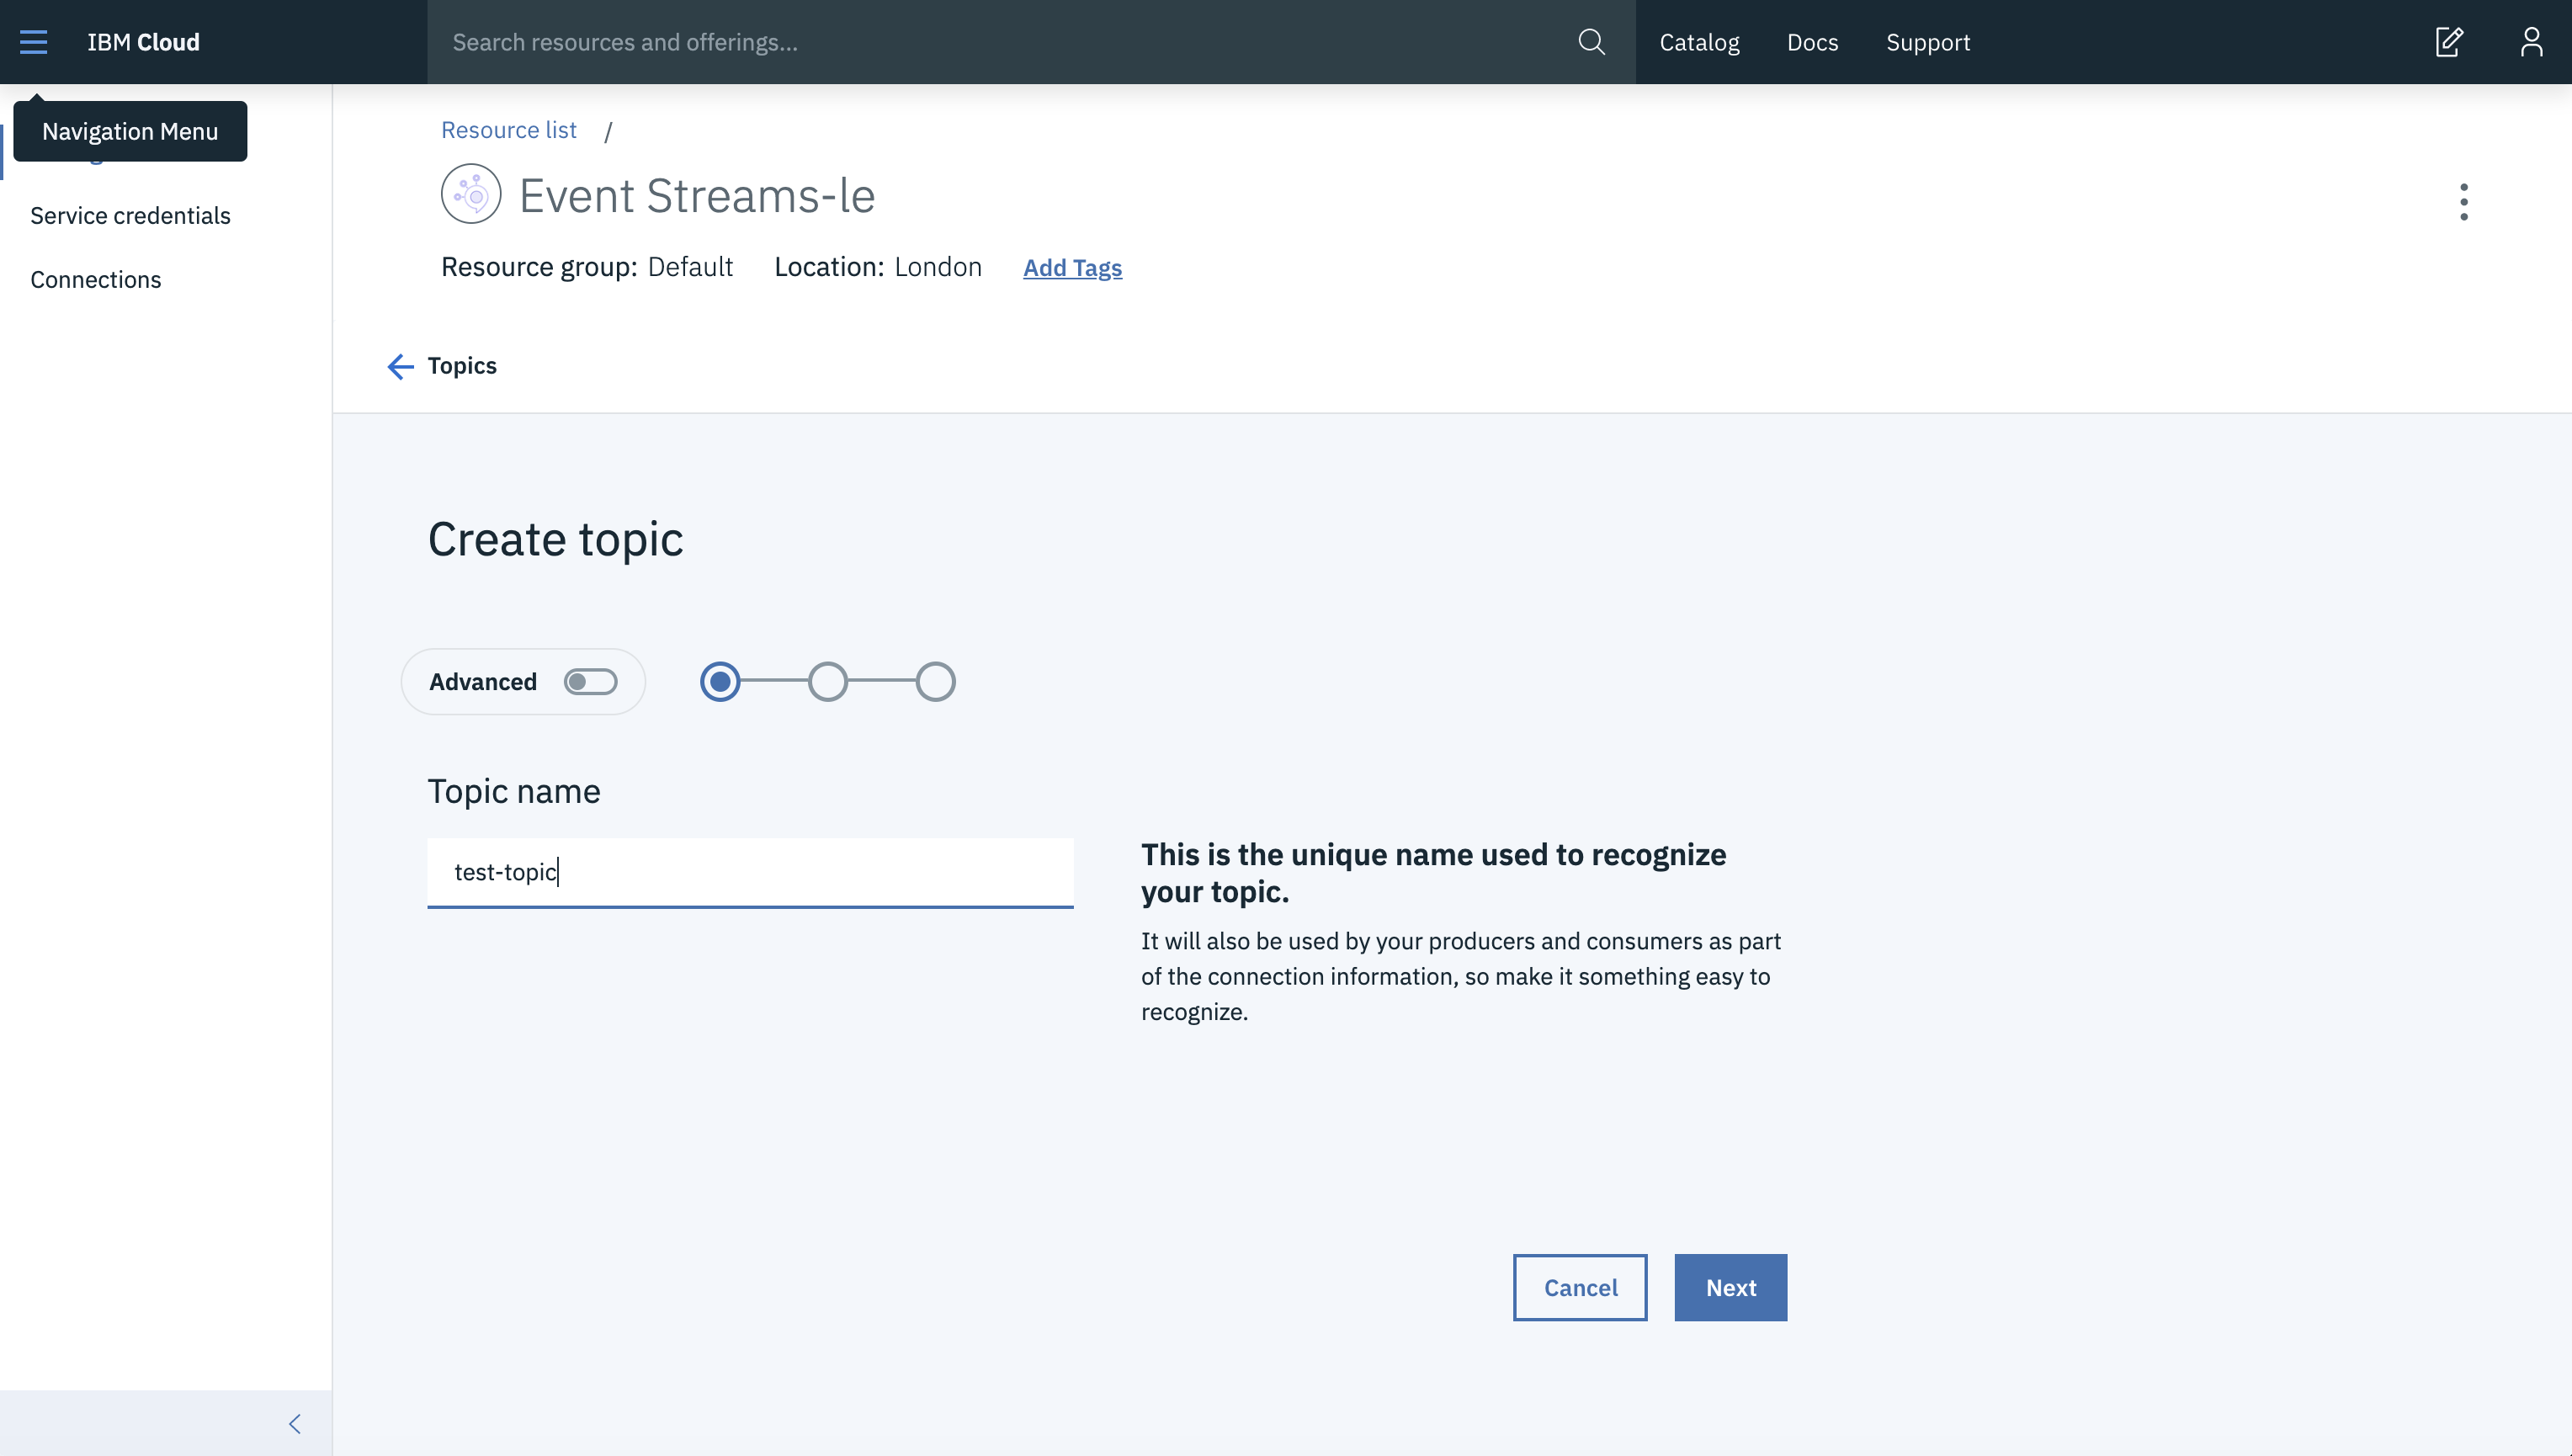 IBM Cloud
Search resources and offerings...
Catalog
Docs
Support
Navigation Menu
Service credentials
Connections
Resource list /
Event Streams-le
Resource group: Default
Location: London
Add Tags
Topics
Create topic
Advanced
Topic name
test-topic
This is the unique name used to recognize
your topic.
It will also be used by your producers and consumers as part
of the connection information, so make it something easy to
recognize.
Cancel
Next